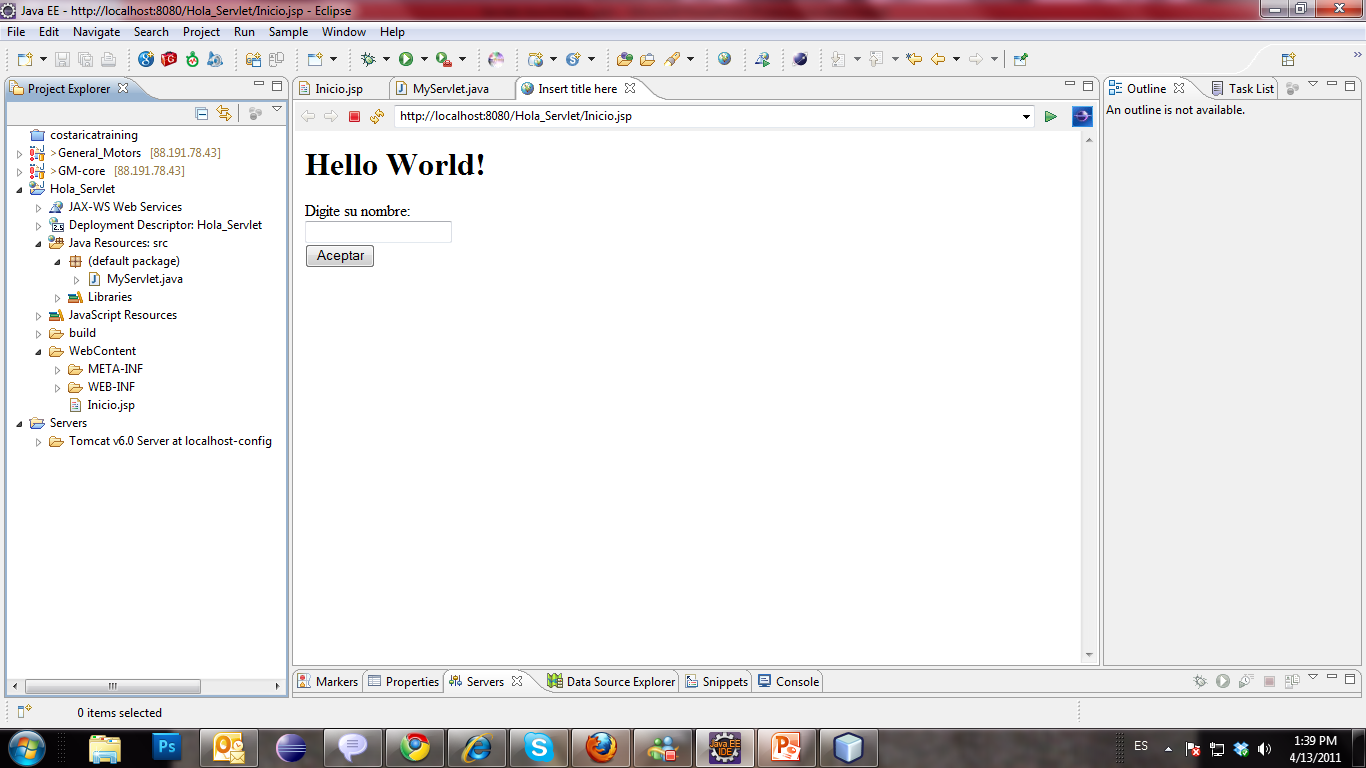 Java EE - http://localhost:8080/Hola_Servlet/Inicio.jsp - Eclipse
File Edit Navigate Search Project Run Sample Window Help
Project Explorer
costaricatraining
>General_Motors [88.191.78.43]
>GM-core [88.191.78.43]
Hola_Servlet
JAX-WS Web Services
Deployment Descriptor: Hola_Servlet
Java Resources: src
(default package)
MyServlet.java
Libraries
JavaScript Resources
build
WebContent
META-INF
WEB-INF
Inicio.jsp
Servers
Tomcat v6.0 Server at localhost-config
Inicio.jsp MyServlet.java Insert title here
http://localhost:8080/Hola_Servlet/Inicio.jsp
Hello World!
Digite su nombre:
Aceptar
Outline Task List
An outline is not available.
Markers Properties Servers Data Source Explorer Snippets Console
0 items selected
Ps
Java EE
IDE
ES
1:39 PM
4/13/2011